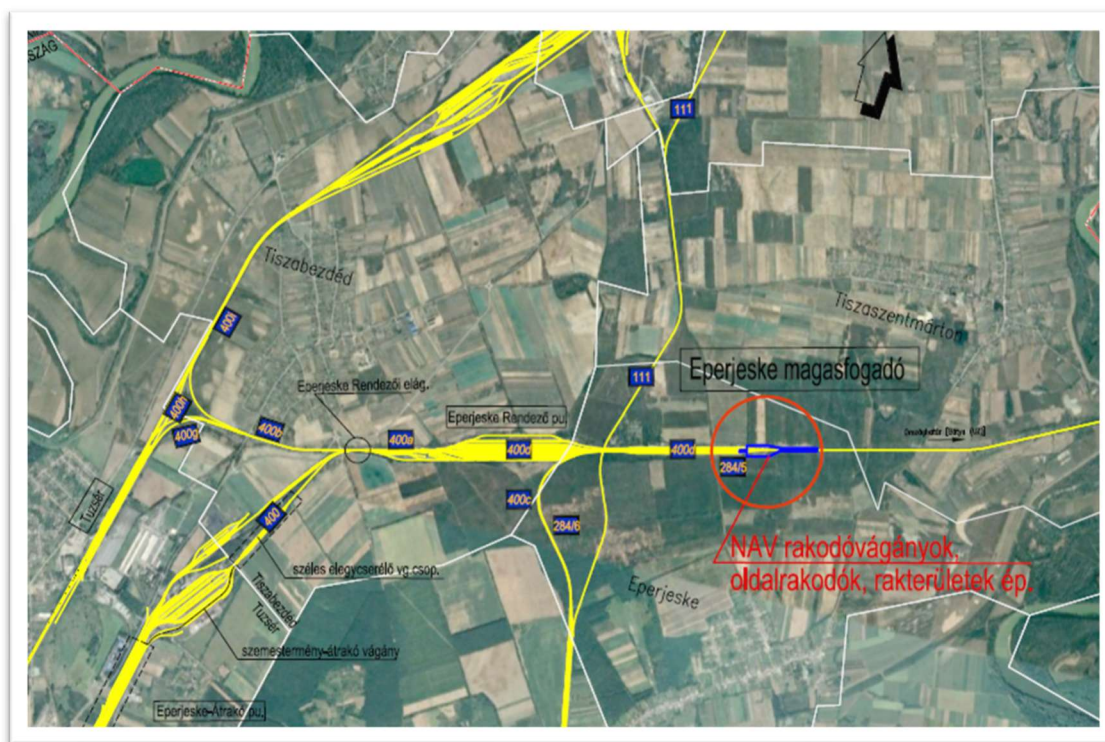 SZÁG
111
Tiszabezdéd
400i
Tiszaszentmárton
Eperjeske magasfogadó
111
Eperjeske Rendezői elág.
400h
400g
400b
Eperjeske Rendező pu.
400a
400d
400d
284/5
Tuzsér
400c
284/6
400
NAV rakodóvágányok,
oldalrakodók, rakterületek ép.
széles elegycserélő vg.csop.
Eperjeske
Tiszabezdéd
Tuzsér
szemestermény-átrakó vágány
Eperjeske-Átrakó pu.